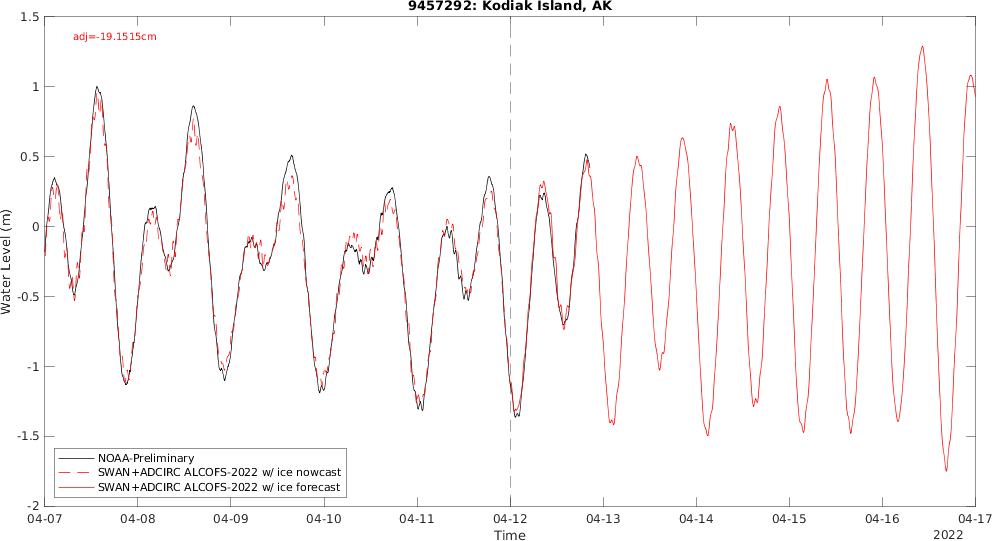 9457292: Kodiak Island, AK
adj=-19.1515cm
1.5
1
0.5
0
-0.5
-1
-1.5
-2
Water Level (m)
NOAA-Preliminary
SWAN+ADCIRC ALCOFS-2022 w/ ice nowcast
SWAN+ADCIRC ALCOFS-2022 w/ ice forecast
04-07 04-08 04-09 04-10 04-11 04-12 04-13 04-14 04-15 04-16 04-17
Time
2022